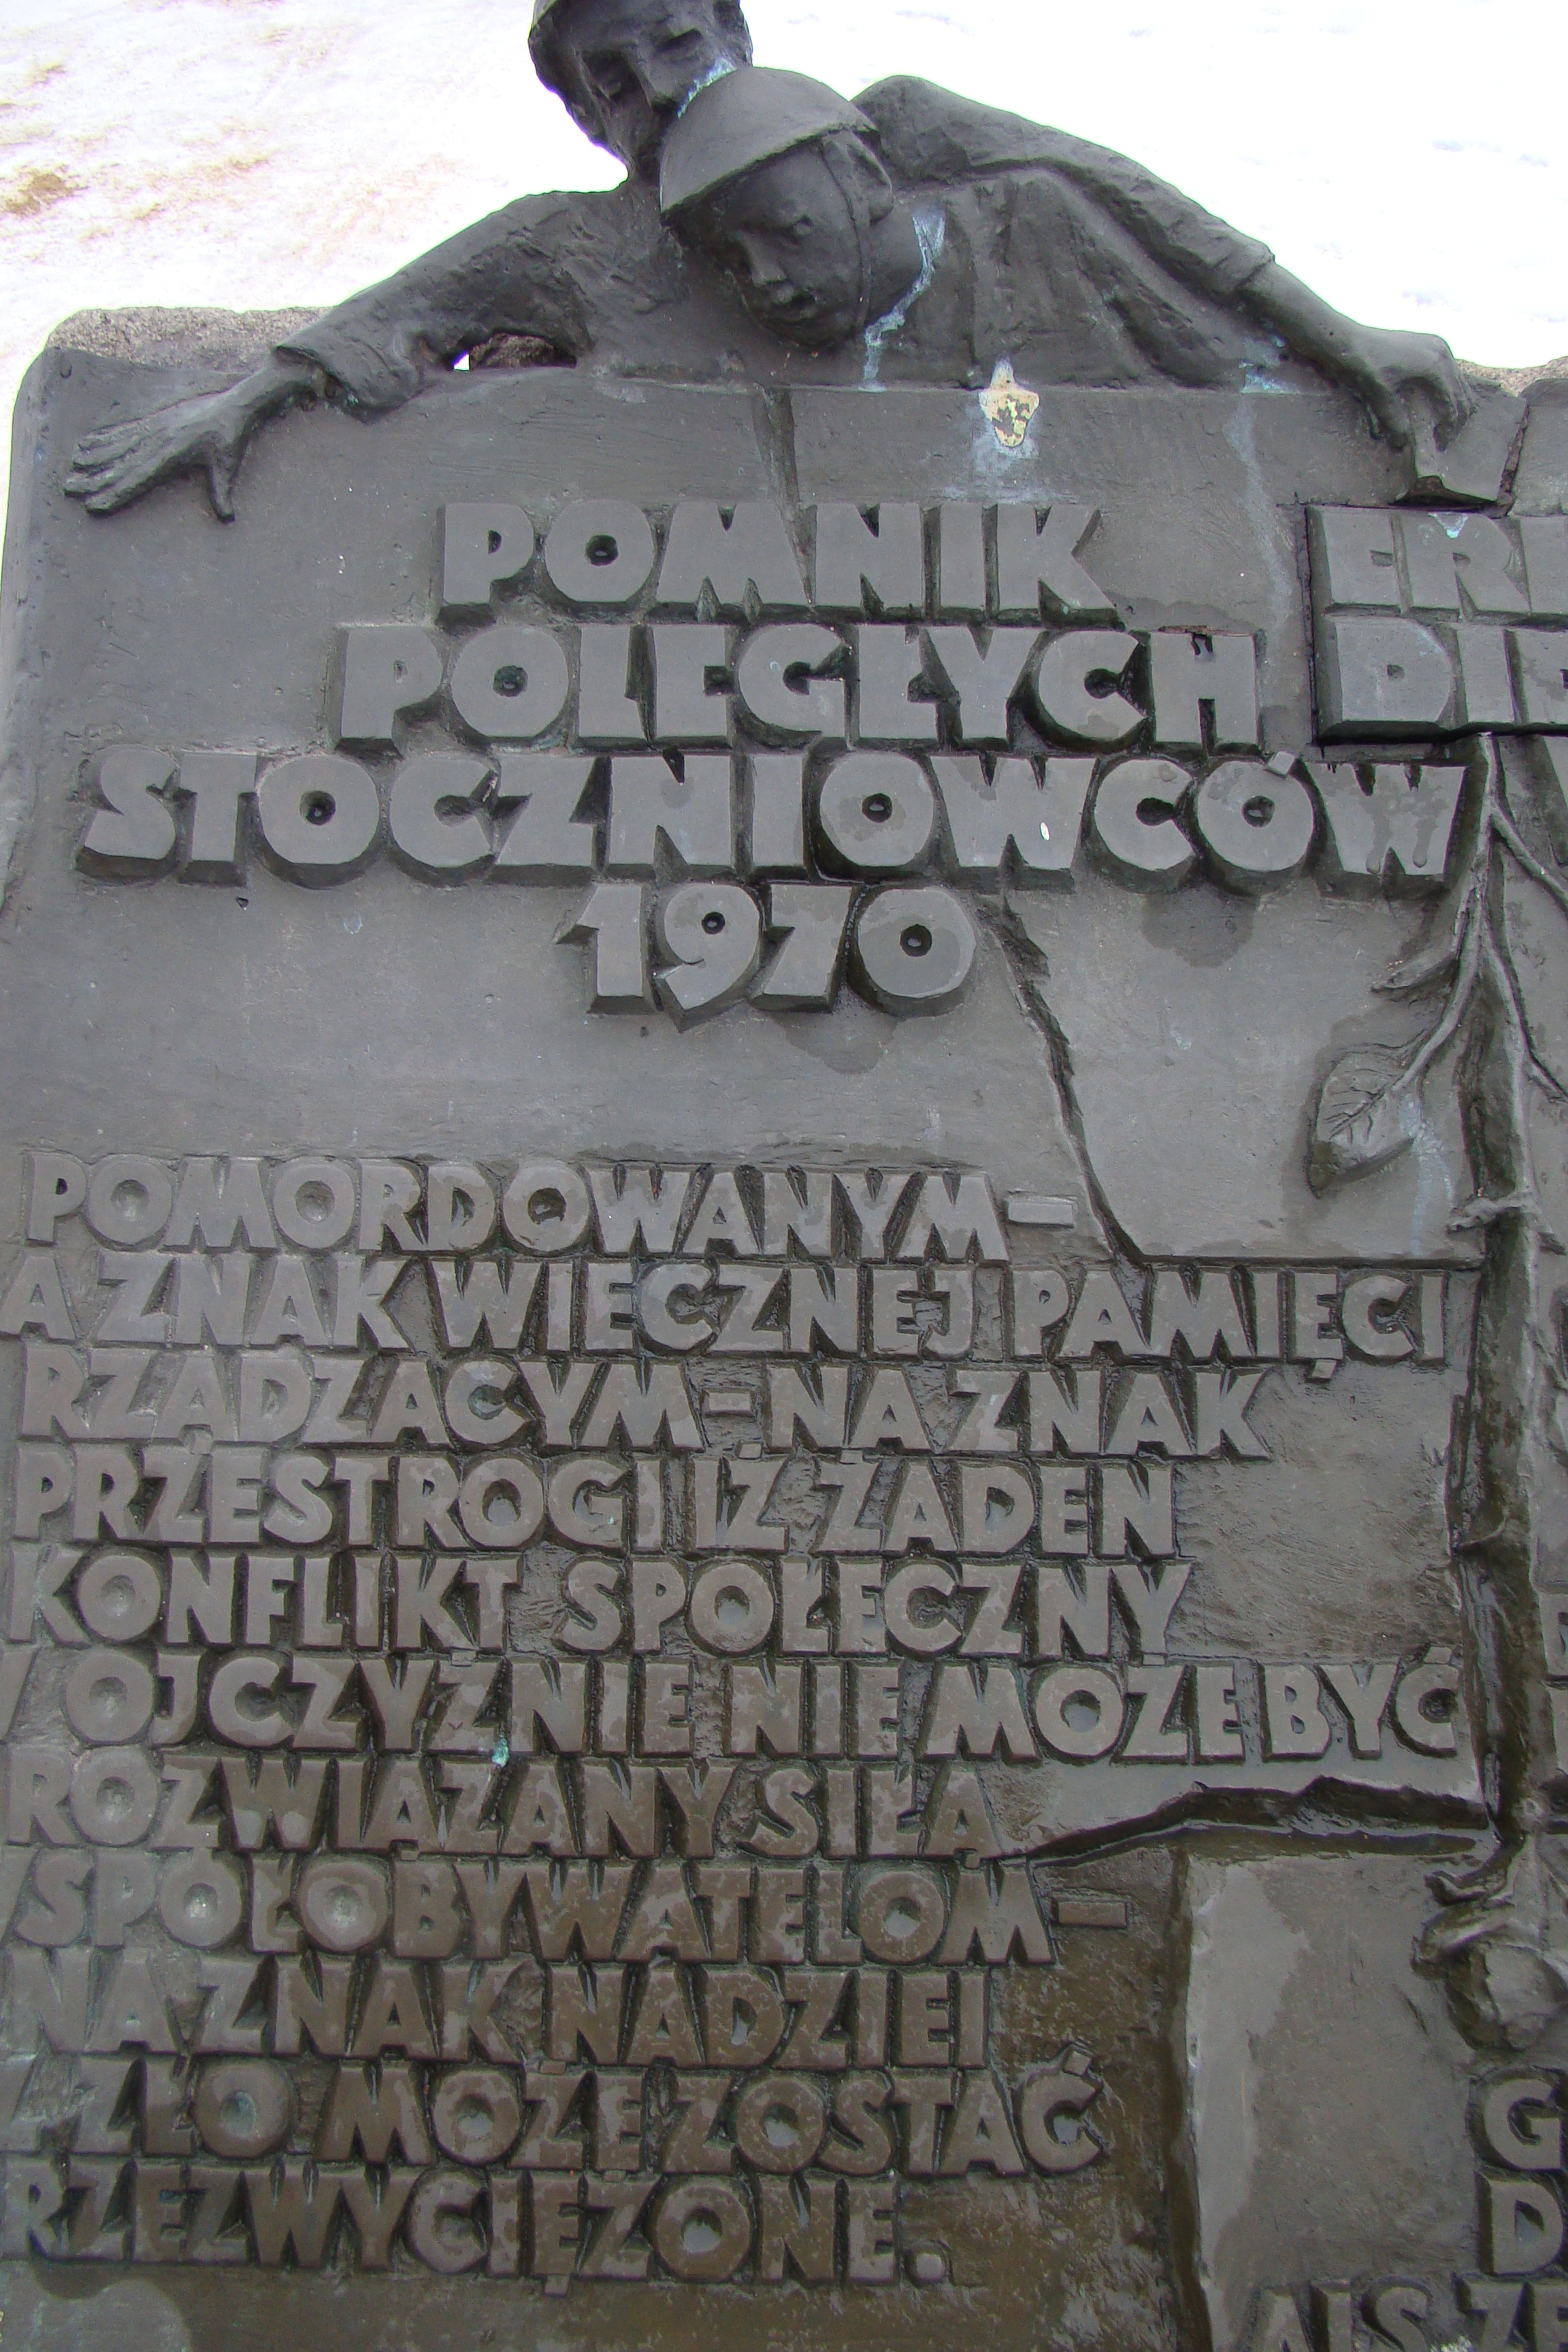 POMNIK
POLEGŁYCH
STOCZNIOWCÓW
1970
POMORDOWANYM -
A ZNAK WIECZNEJ PAMIĘCI
RZĄDZĄCYM - NA ZNAK
PRZESTROGI IŻ ŻADEN
KONFLIKT SPOŁECZNY
OJCZYŹNIE NIE MOŻE BYĆ
ROZWIĄZANY SIŁĄ
SPÓŁOBYWATELOM -
NA ZNAK NADZIEI
ZŁO MOŻE ZOSTAĆ
RZEZWYCIĘŻONE.